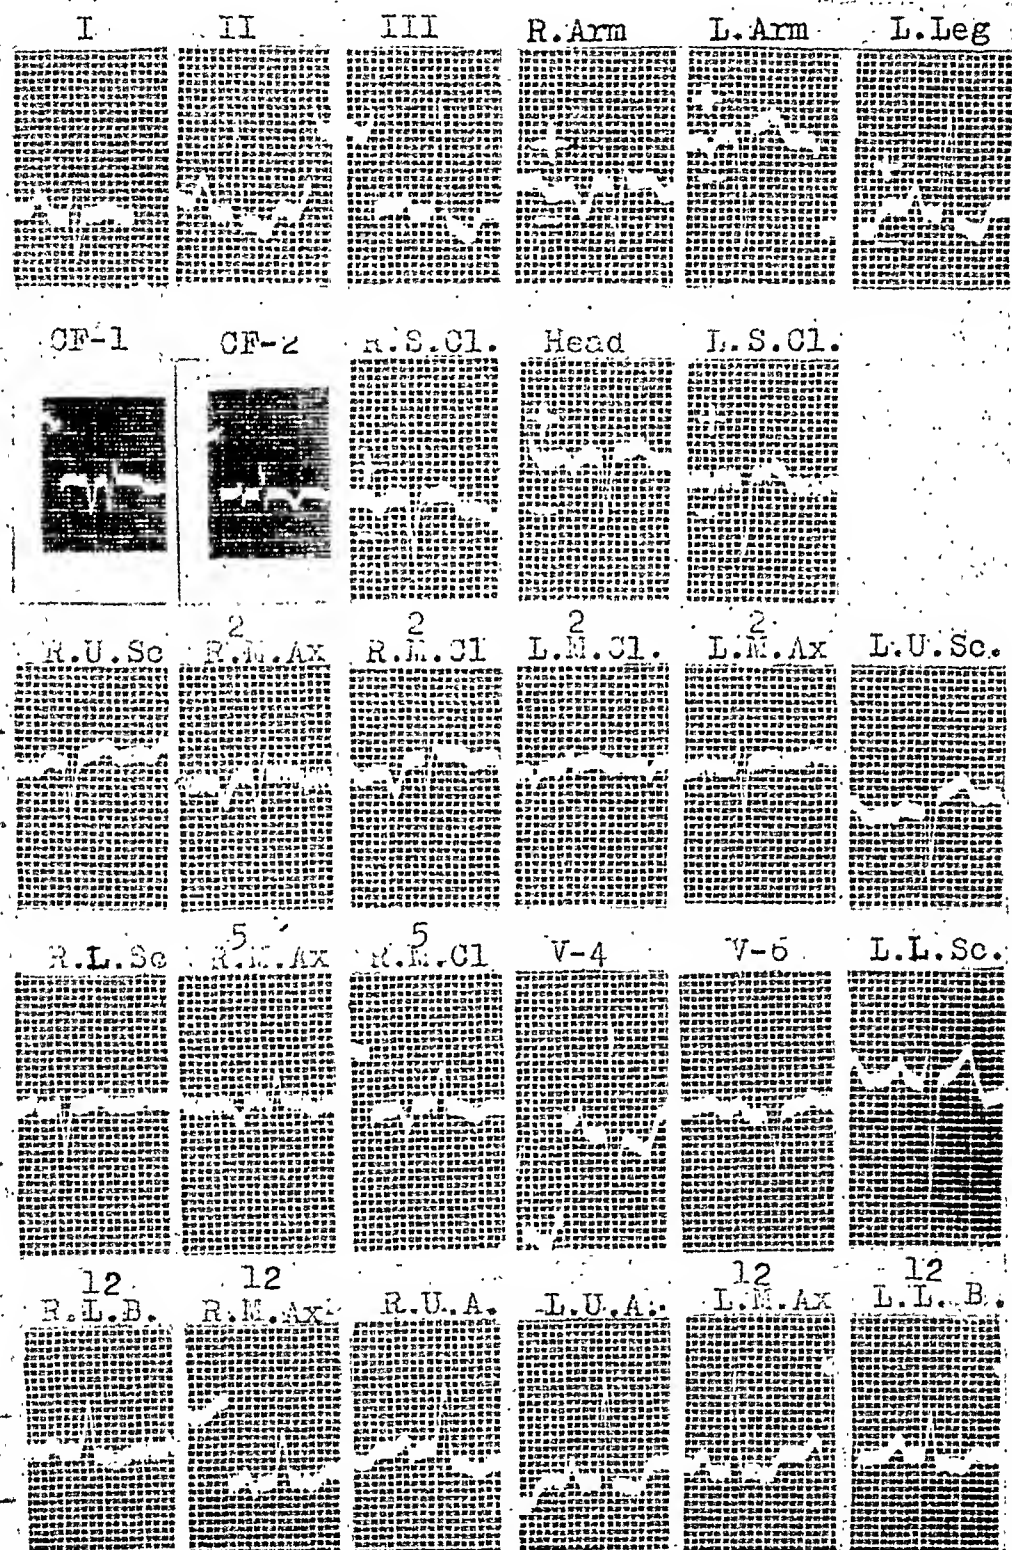 I II III R.Arm L.Arm L.Leg
CF-1 CF-2 R.S.Cl. Head L.S.Cl.
2 2 2 2
R.U.Sc R.M.Ax R.M.Cl L.M.Cl. L.M.Ax L.U.Sc.
5 5
R.L.Sc R.M.Ax R.M.Cl V-4 V-6 L.L.Sc.
12 12 12 12
R.L.B. R.M.Ax R.U.A. L.U.A. L.M.Ax L.L.B.